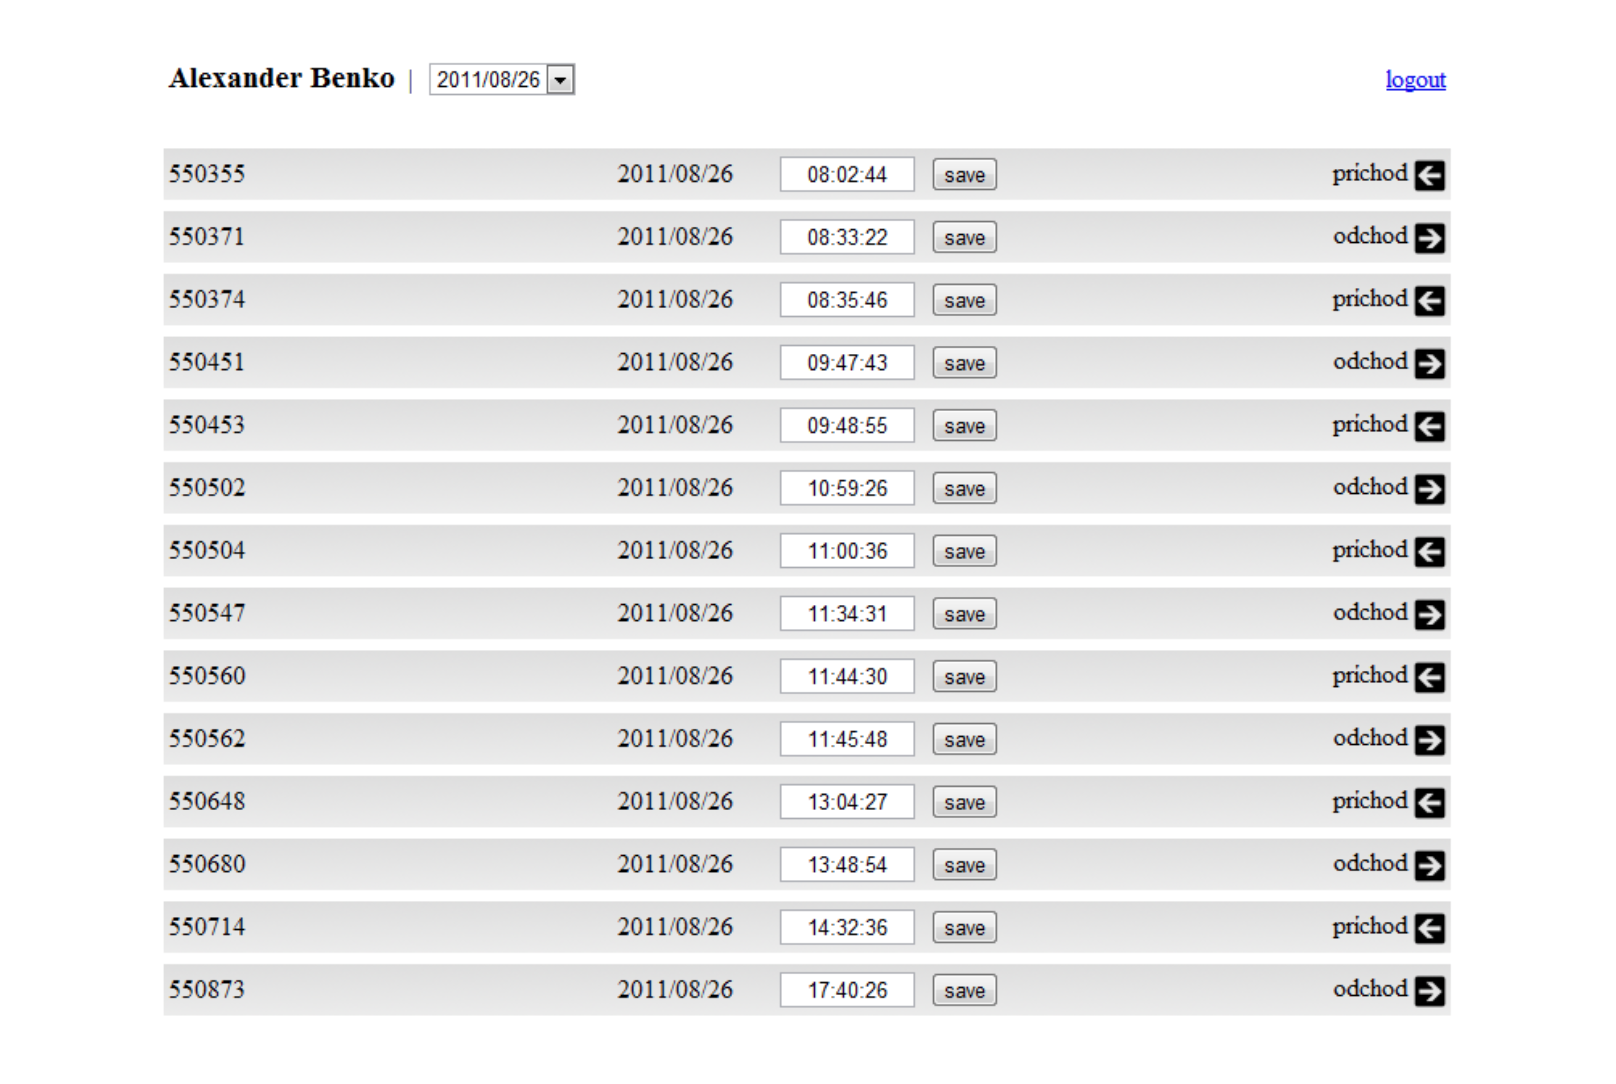 Alexander Benko | 2011/08/26 logout
550355 2011/08/26 08:02:44 save prichod
550371 2011/08/26 08:33:22 save odchod
550374 2011/08/26 08:35:46 save prichod
550451 2011/08/26 09:47:43 save odchod
550453 2011/08/26 09:48:55 save prichod
550502 2011/08/26 10:59:26 save odchod
550504 2011/08/26 11:00:36 save prichod
550547 2011/08/26 11:34:31 save odchod
550560 2011/08/26 11:44:30 save prichod
550562 2011/08/26 11:45:48 save odchod
550648 2011/08/26 13:04:27 save prichod
550680 2011/08/26 13:48:54 save odchod
550714 2011/08/26 14:32:36 save prichod
550873 2011/08/26 17:40:26 save odchod